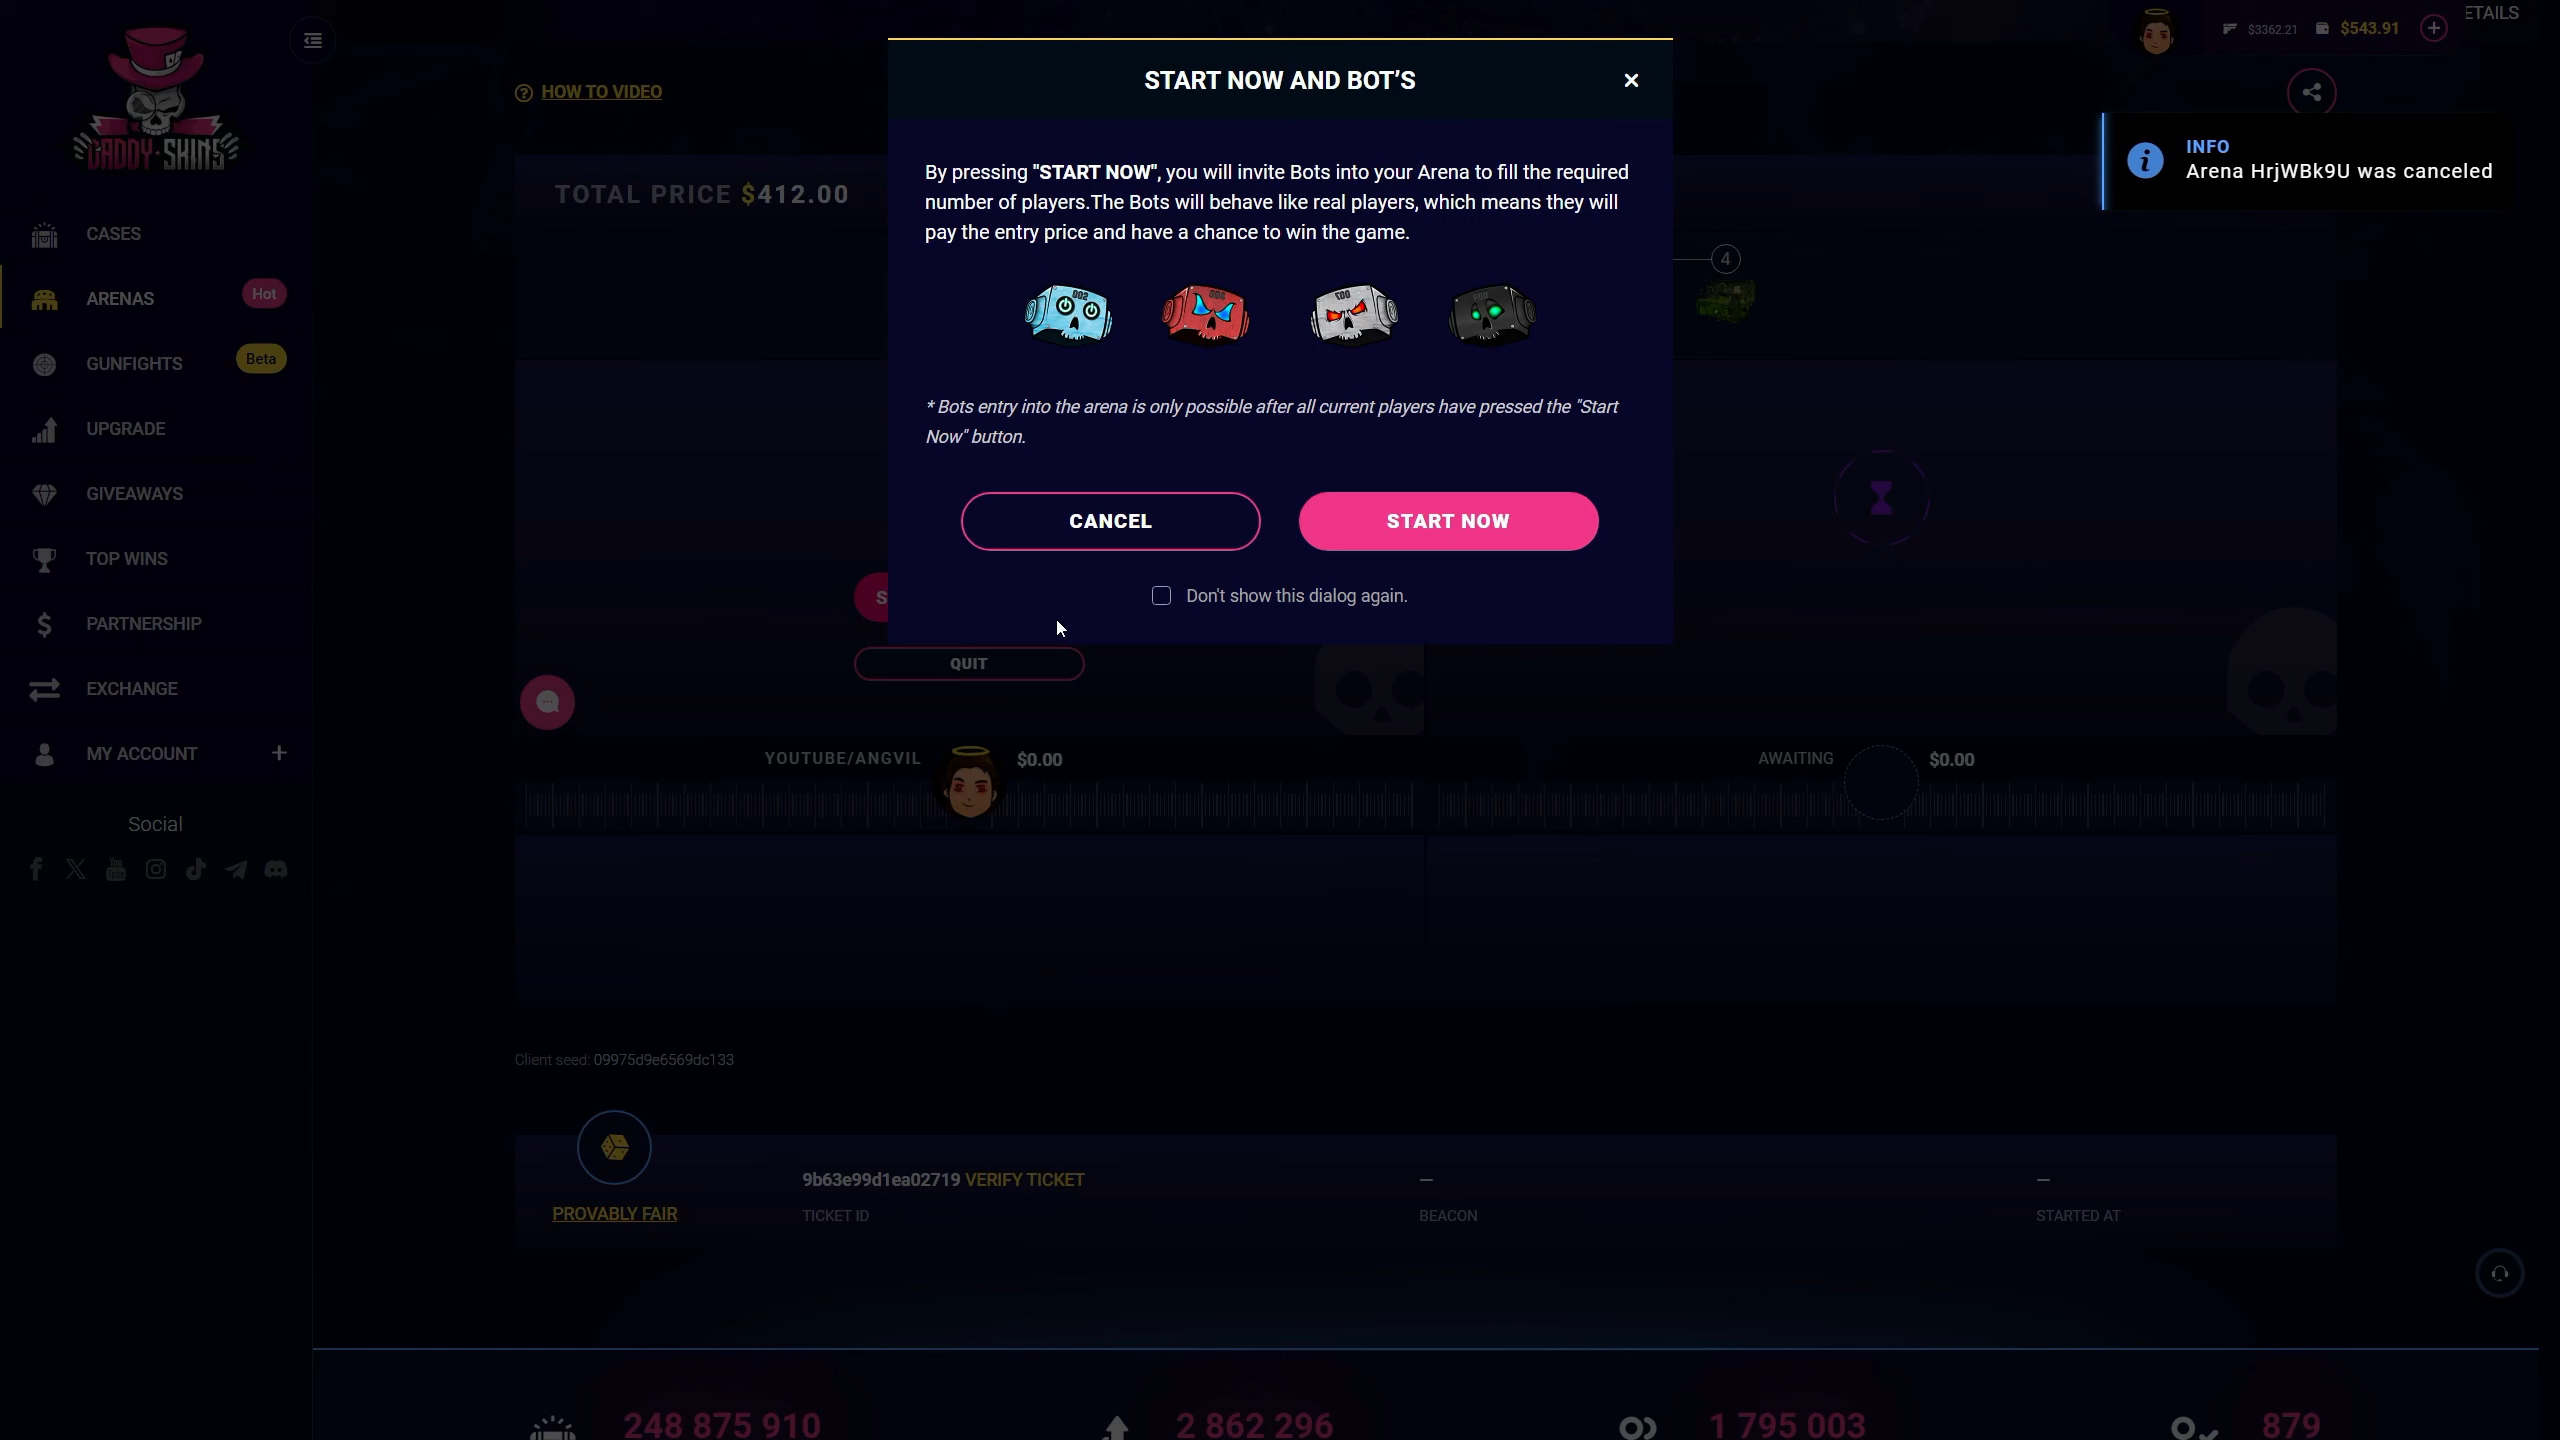 ETAILS
$3362.21
$543.91
START NOW AND BOT'S
HOW TO VIDEO
DADDY SKINS
INFO
Arena HrjWBk9U was canceled
TOTAL PRICE $412.00
By pressing "START NOW", you will invite Bots into your Arena to fill the required
number of players.The Bots will behave like real players, which means they will
pay the entry price and have a chance to win the game.
4
CASES
ARENAS
Hot
GUNFIGHTS
Beta
UPGRADE
GIVEAWAYS
TOP WINS
PARTNERSHIP
EXCHANGE
MY ACCOUNT
Social
* Bots entry into the arena is only possible after all current players have pressed the "Start
Now" button.
CANCEL
START NOW
Don't show this dialog again.
S
QUIT
YOUTUBE/ANGVIL
$0.00
AWAITING
$0.00
Client seed: 09975d9e6569dc133
PROVABLY FAIR
9b63e99d1ea02719 VERIFY TICKET
TICKET ID
—
BEACON
—
STARTED AT
248 875 910
2 862 296
1 795 003
879